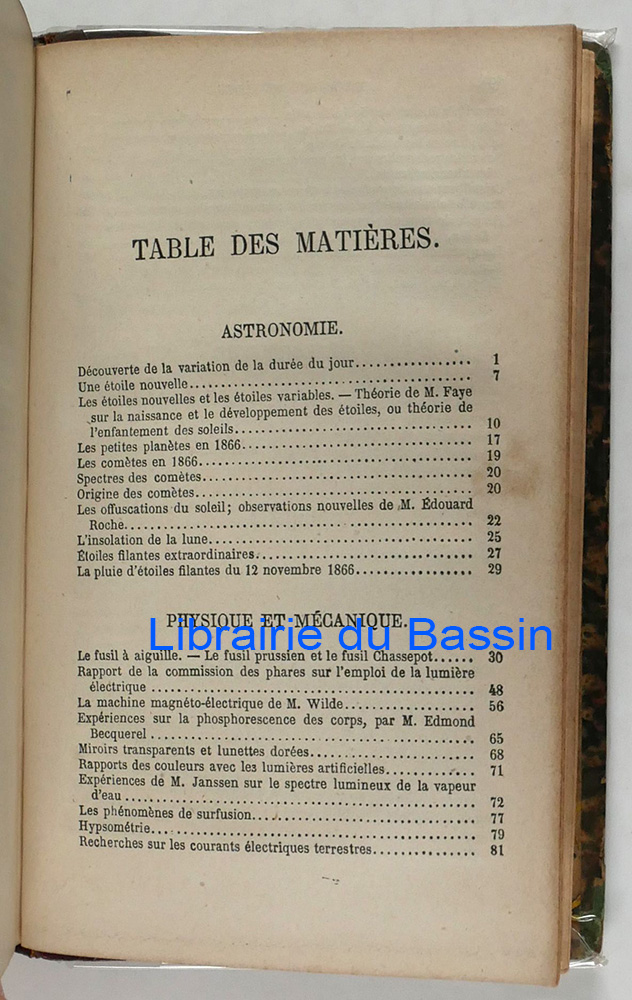 TABLE DES MATIÈRES.
ASTRONOMIE.
Découverte de la variation de la durée du jour................. 1
Une étoile nouvelle........................................... 7
Les étoiles nouvelles et les étoiles variables. — Théorie de M. Faye
sur la naissance et le développement des étoiles, ou théorie de
l'enfantement des soleils................................... 10
Les petites planètes en 1866.................................. 17
Les comètes en 1866........................................ 19
Spectres des comètes........................................ 20
Origine des comètes......................................... 20
Les offuscations du soleil; observations nouvelles de M. Édouard
Roche................................................... 22
L'insolation de la lune....................................... 25
Étoiles filantes extraordinaires................................ 27
La pluie d'étoiles filantes du 12 novembre 1866................. 29
PHYSIQUE ET MÉCANIQUE.
Librairie du Bassin
Le fusil à aiguille. — Le fusil prussien et le fusil Chassepot...... 30
Rapport de la commission des phares sur l'emploi de la lumière
électrique ................................................ 48
La machine magnéto-électrique de M. Wilde................... 56
Expériences sur la phosphorescence des corps, par M. Edmond
Becquerel ................................................ 65
Miroirs transparents et lunettes dorées......................... 68
Rapports des couleurs avec les lumières artificielles............. 71
Expériences de M. Janssen sur le spectre lumineux de la vapeur
d'eau .................................................... 72
Les phénomènes de surfusion................................. 77
Hypsométrie................................................ 79
Recherches sur les courants électriques terrestres............... 81